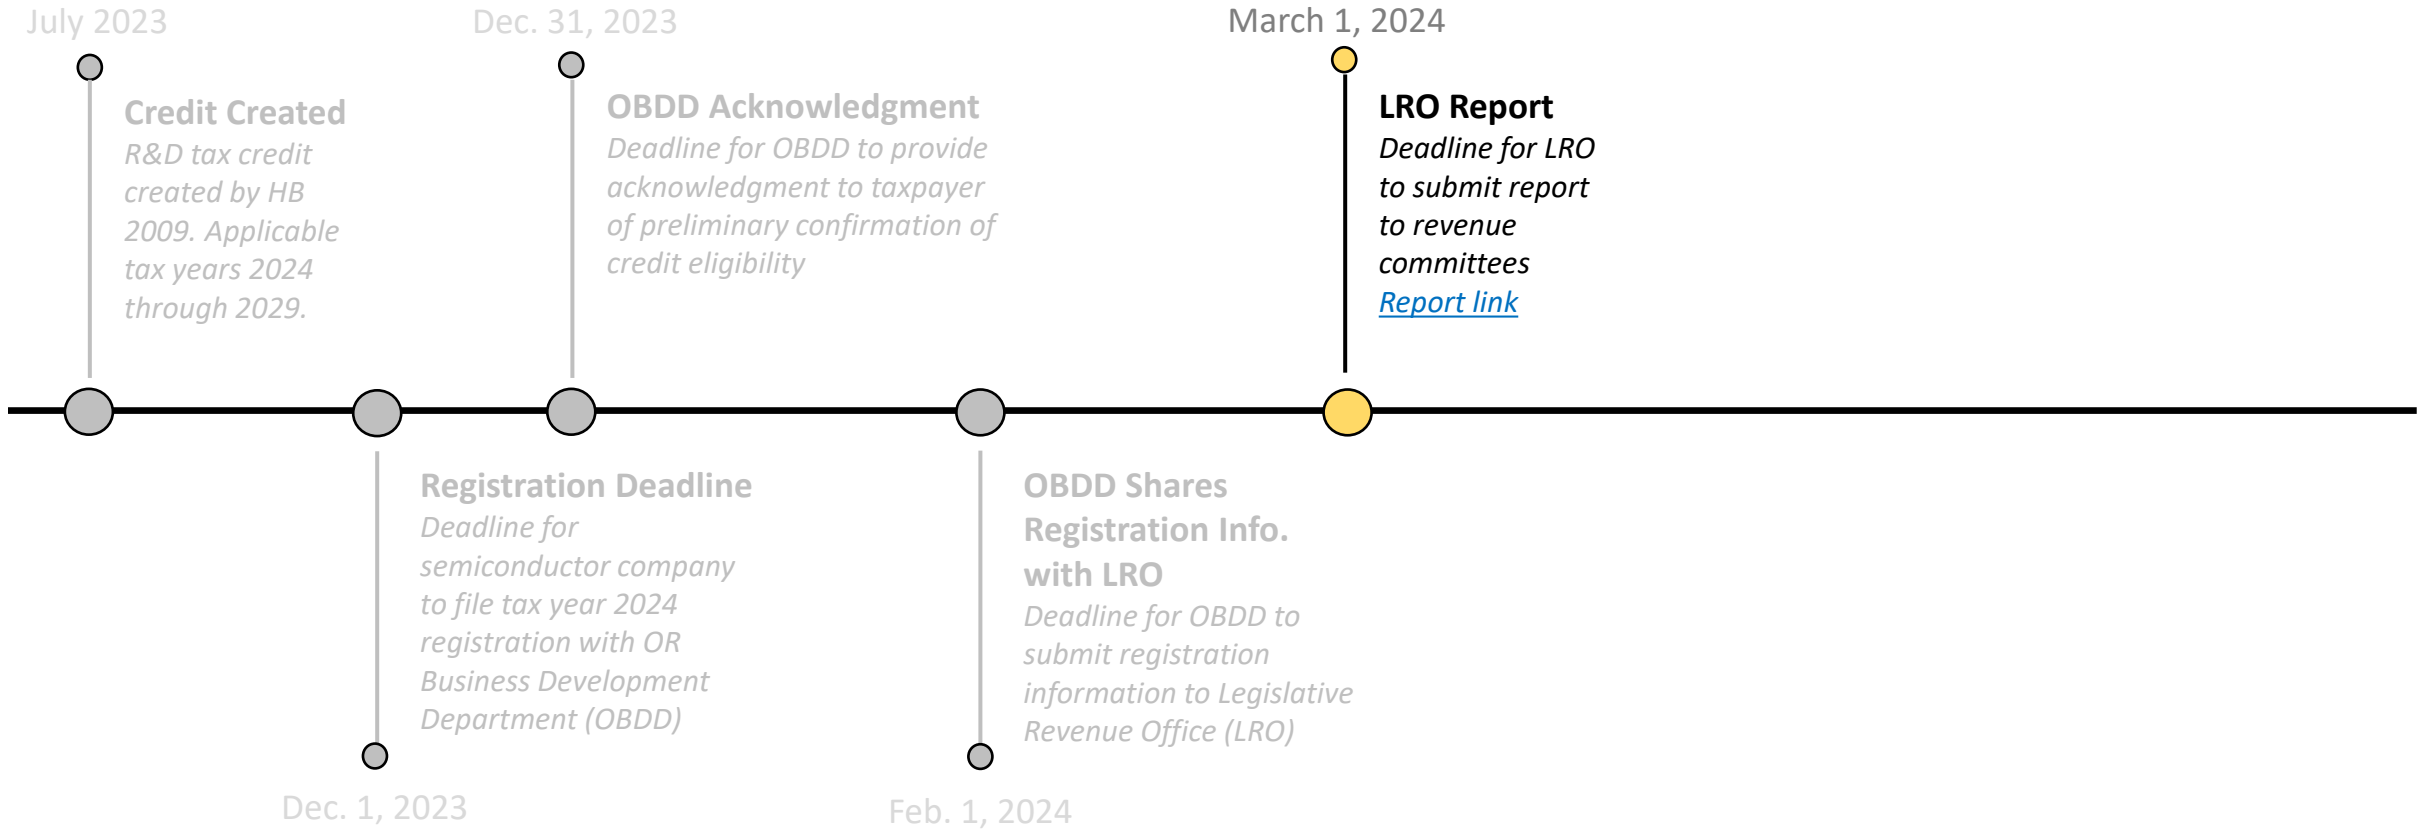 July 2023
Credit Created
R&D tax credit
created by HB
2009. Applicable
tax years 2024
through 2029.
Dec. 31, 2023
OBDD Acknowledgment
Deadline for OBDD to provide
acknowledgment to taxpayer
of preliminary confirmation of
credit eligibility
March 1, 2024
LRO Report
Deadline for LRO
to submit report
to revenue
committees
Report link
Registration Deadline
Deadline for
semiconductor company
to file tax year 2024
registration with OR
Business Development
Department (OBDD)
Dec. 1, 2023
OBDD Shares
Registration Info.
with LRO
Deadline for OBDD to
submit registration
information to Legislative
Revenue Office (LRO)
Feb. 1, 2024